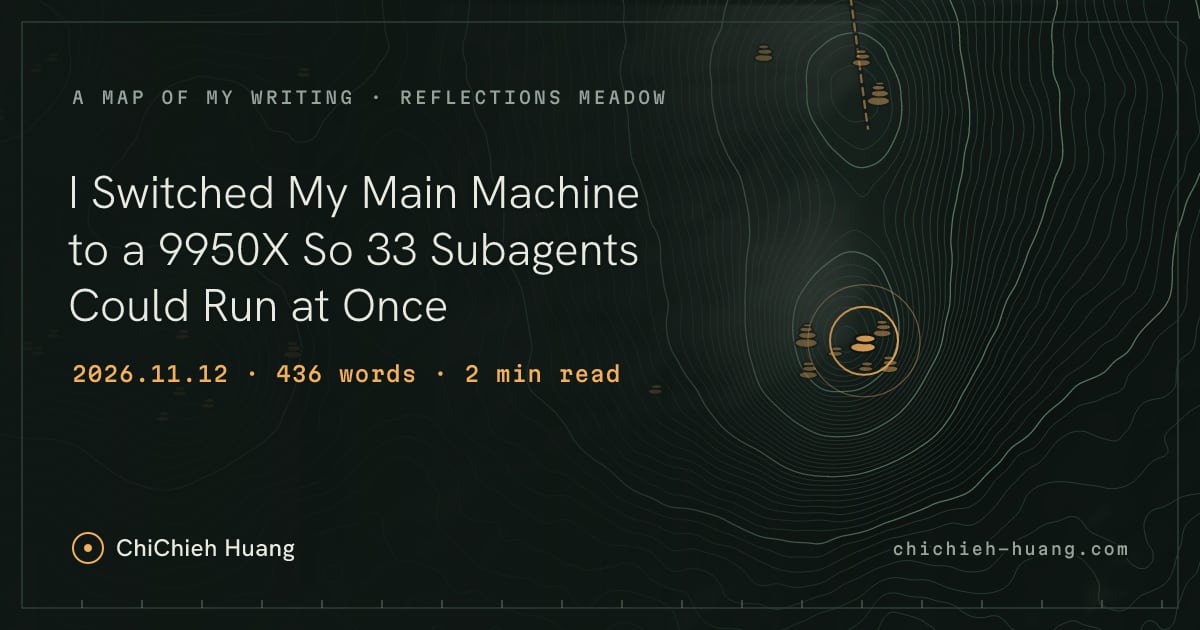 A MAP OF MY WRITING · REFLECTIONS MEADOW
I Switched My Main Machine
to a 9950X So 33 Subagents
Could Run at Once
2026.11.12 · 436 words · 2 min read
ChiChieh Huang
chichieh-huang.com